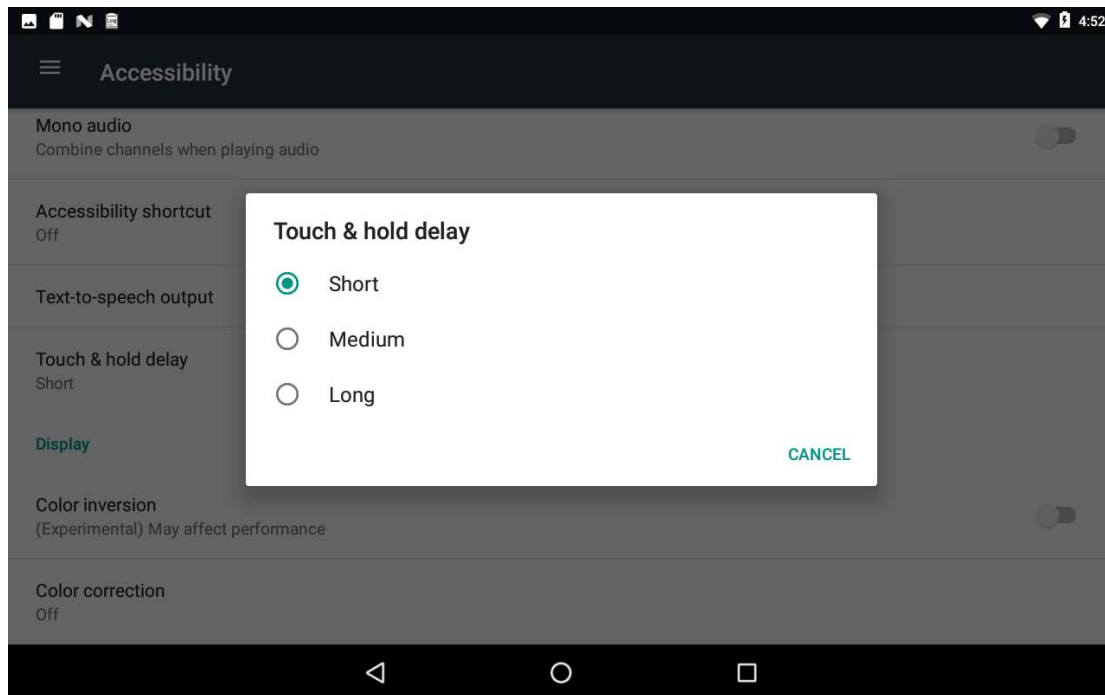 4:52
Accessibility
Mono audio
Combine channels when playing audio
Accessibility shortcut
Off
Text-to-speech output
Touch & hold delay
Short
Display
Color inversion
(Experimental) May affect performance
Color correction
Off
Touch & hold delay
Short
Medium
Long
CANCEL